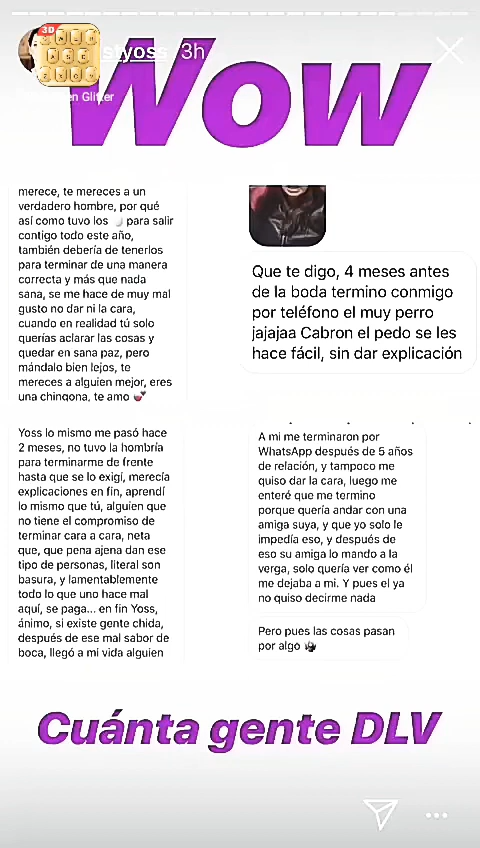 styoss 3h
3D
en Glitter
Wow
merece, te mereces a un
verdadero hombre, por qué
así como tuvo los 🥚 para salir
contigo todo este año,
también debería de tenerlos
para terminar de una manera
correcta y más que nada
sana, se me hace de muy mal
gusto no dar ni la cara,
cuando en realidad tú solo
querías aclarar las cosas y
quedar en sana paz, pero
mándalo bien lejos, te
mereces a alguien mejor, eres
una chingona, te amo 💕
Que te digo, 4 meses antes
de la boda termino conmigo
por teléfono el muy perro
jajajaa Cabron el pedo se les
hace fácil, sin dar explicación
Yoss lo mismo me pasó hace
2 meses, no tuvo la hombría
para terminarme de frente
hasta que se lo exigí, merecía
explicaciones en fin, aprendí
lo mismo que tú, alguien que
no tiene el compromiso de
terminar cara a cara, neta
que, que pena ajena dan ese
tipo de personas, literal son
basura, y lamentablemente
todo lo que uno hace mal
aquí, se paga... en fin Yoss,
ánimo, si existe gente chida,
después de ese mal sabor de
boca, llegó a mi vida alguien
A mi me terminaron por
WhatsApp después de 5 años
de relación, y tampoco me
quiso dar la cara, luego me
enteré que me termino
porque quería andar con una
amiga suya, y que yo solo le
impedía eso, y después de
eso su amiga lo mando a la
verga, solo quería ver como él
me dejaba a mi. Y pues el ya
no quiso decirme nada
Pero pues las cosas pasan
por algo
Cuánta gente DLV